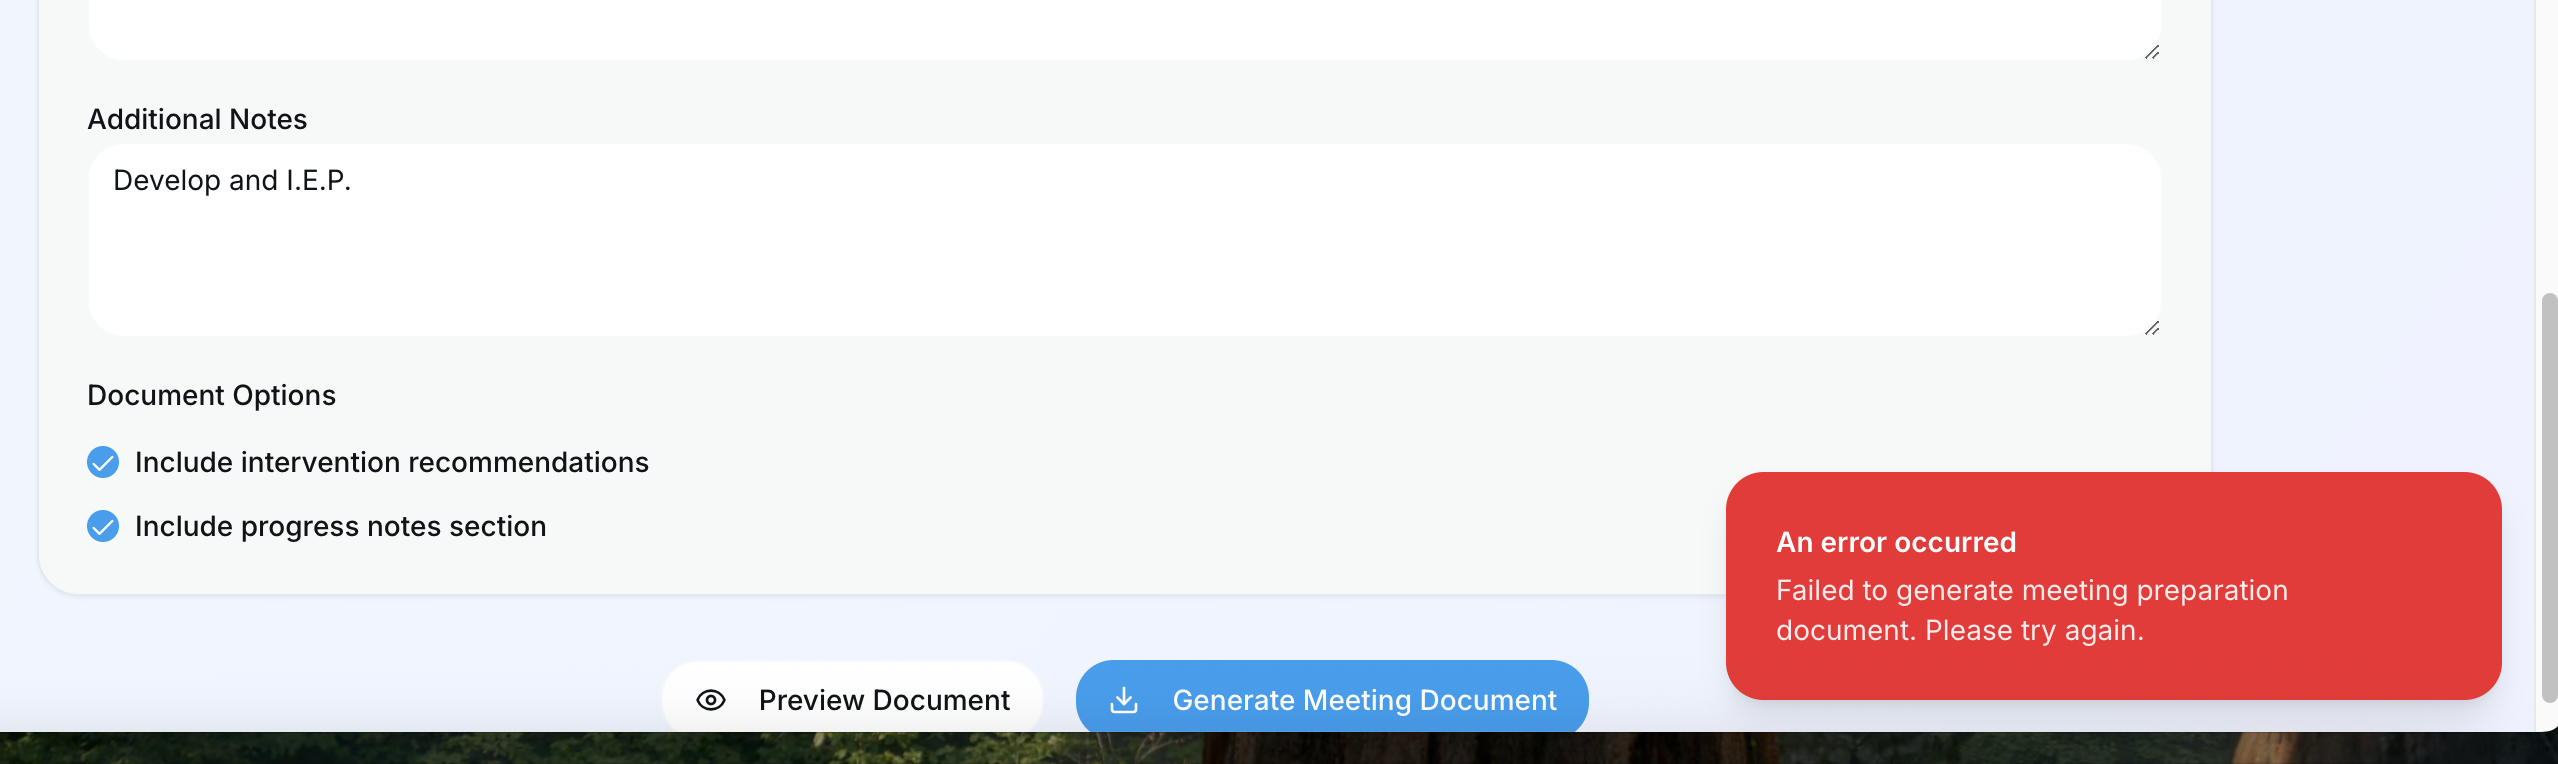 Additional Notes
Develop and I.E.P.
Document Options
Include intervention recommendations
Include progress notes section
An error occurred
Failed to generate meeting preparation
document. Please try again.
Preview Document
Generate Meeting Document